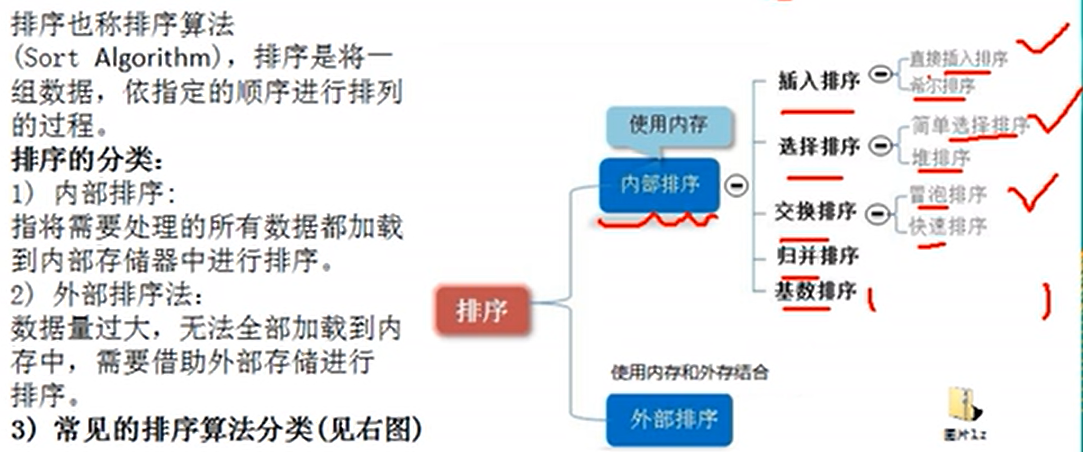 排序也称排序算法
(Sort Algorithm)，排序是将一
组数据，依指定的顺序进行排列
的过程。
排序的分类：
1) 内部排序：
指将需要处理的所有数据都加载
到内部存储器中进行排序。
2) 外部排序法：
数据量过大，无法全部加载到内
存中，需要借助外部存储进行
排序。
3) 常见的排序算法分类(见右图)
排序
使用内存
内部排序
插入排序
直接插入排序
希尔排序
选择排序
简单选择排序
堆排序
交换排序
冒泡排序
快速排序
归并排序
基数排序
使用内存和外存结合
外部排序